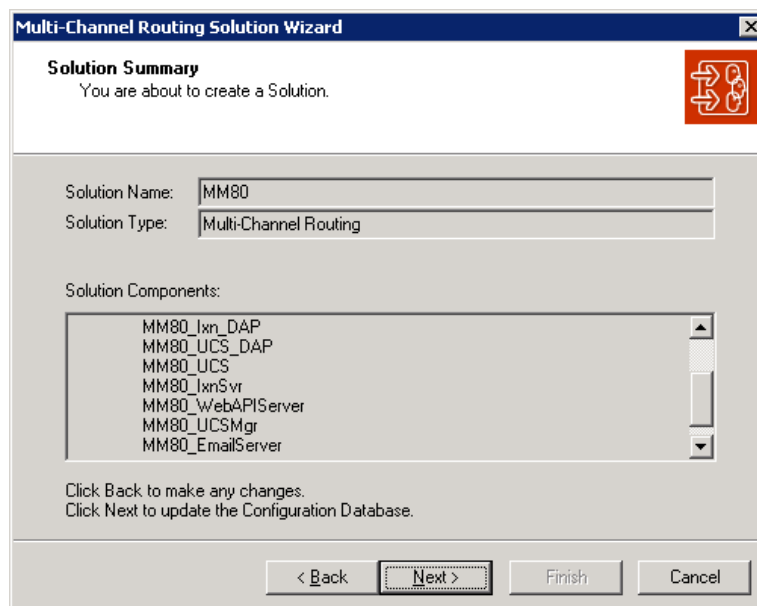 Multi-Channel Routing Solution Wizard
Solution Summary
You are about to create a Solution.
Solution Name: MM80
Solution Type: Multi-Channel Routing
Solution Components:
MM80_Ixn_DAP
MM80_UCS_DAP
MM80_UCS
MM80_IxnSvr
MM80_WebAPIServer
MM80_UCSMgr
MM80_EmailServer
Click Back to make any changes.
Click Next to update the Configuration Database.
< Back Next > Finish Cancel